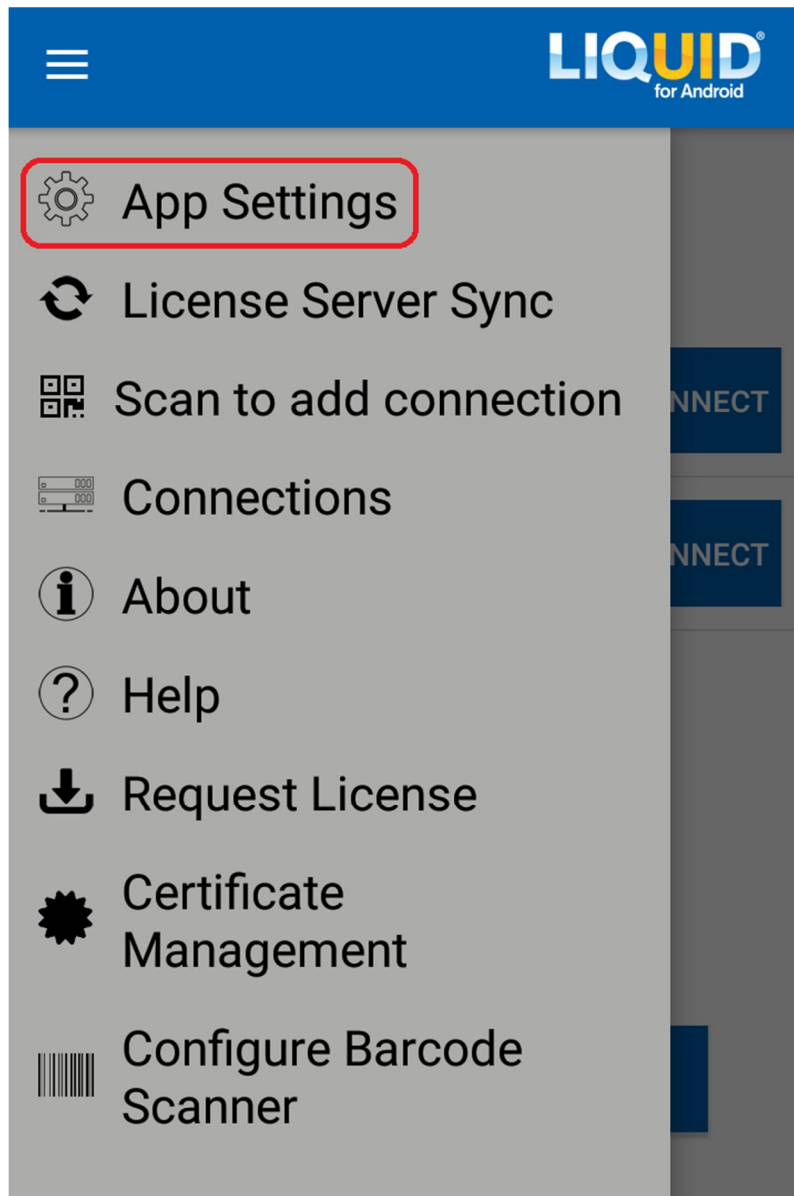 LIQUID®
for Android
App Settings
License Server Sync
Scan to add connection
NNECT
Connections
NNECT
About
Help
Request License
Certificate
Management
Configure Barcode
Scanner